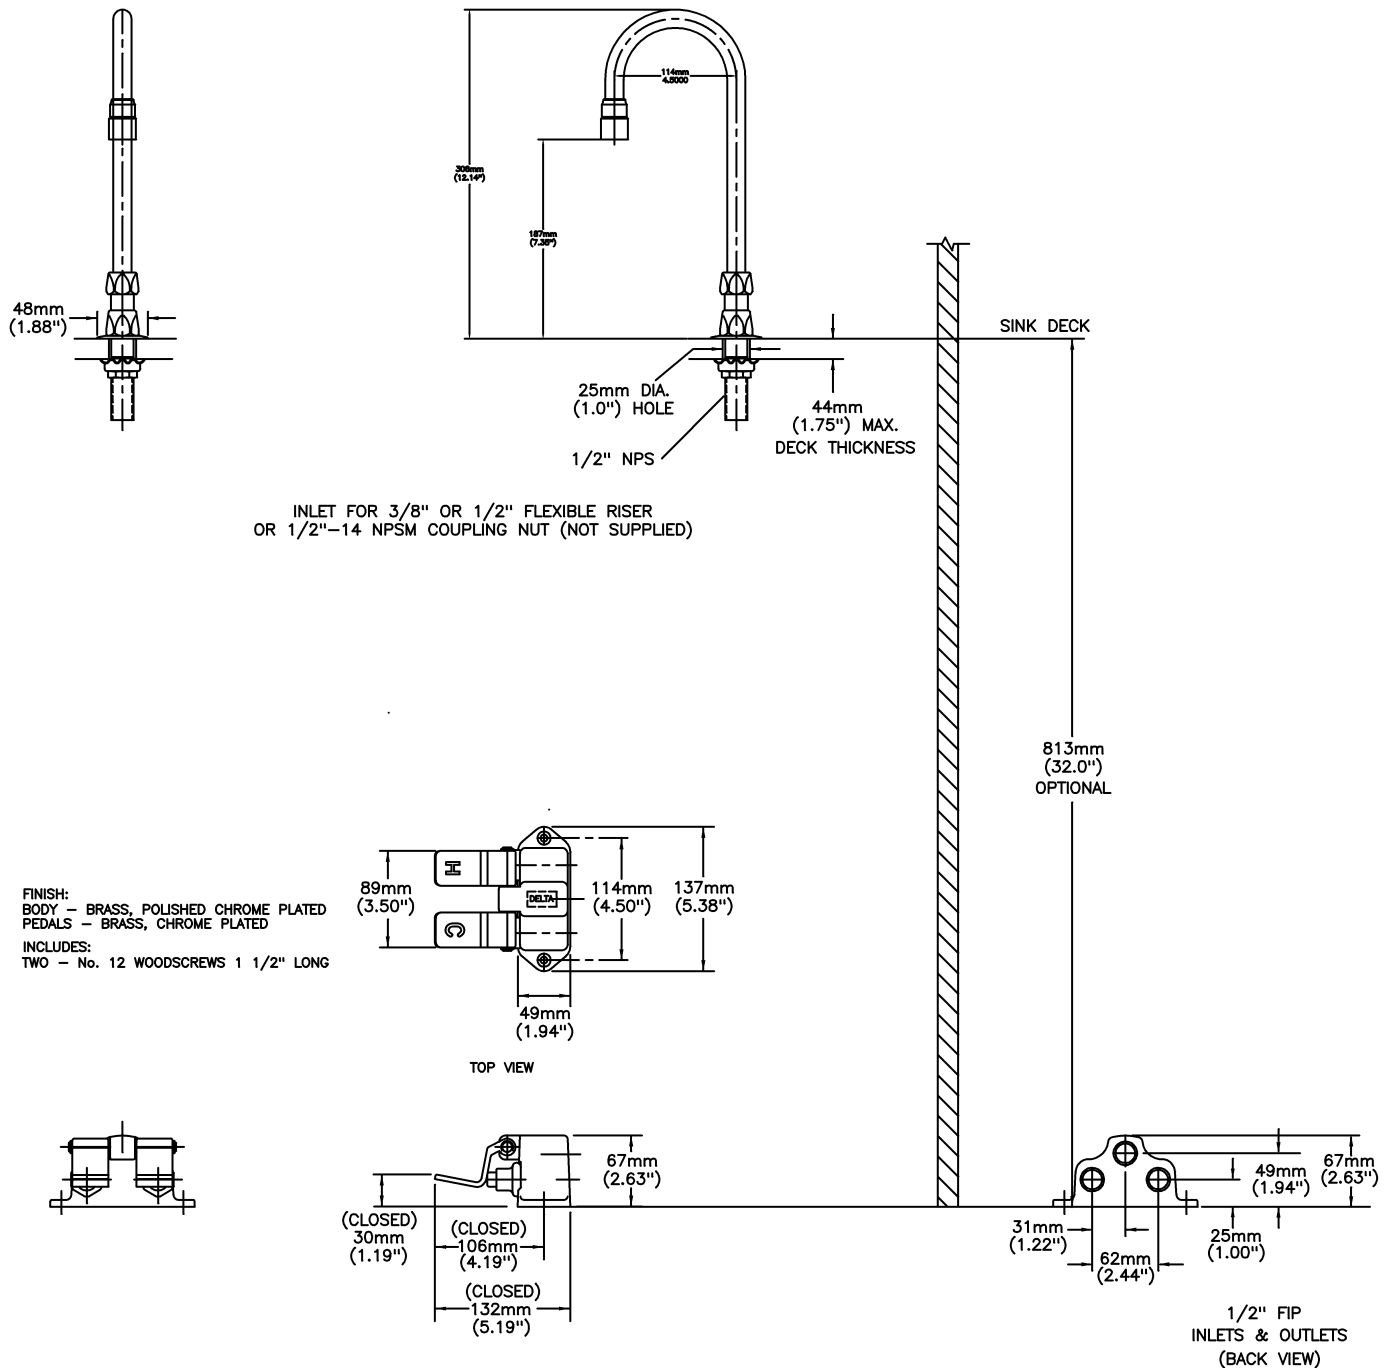 114mm
4.5000
308mm
(12.14")
187mm
(7.36")
48mm
(1.88")
SINK DECK
25mm DIA.
(1.0") HOLE
44mm
(1.75") MAX.
DECK THICKNESS
1/2" NPS
INLET FOR 3/8" OR 1/2" FLEXIBLE RISER
OR 1/2"-14 NPSM COUPLING NUT (NOT SUPPLIED)
813mm
(32.0")
OPTIONAL
H
C
DELTA
89mm
(3.50")
114mm
(4.50")
137mm
(5.38")
49mm
(1.94")
FINISH:
BODY - BRASS, POLISHED CHROME PLATED
PEDALS - BRASS, CHROME PLATED
INCLUDES:
TWO - No. 12 WOODSCREWS 1 1/2" LONG
TOP VIEW
67mm
(2.63")
(CLOSED)
30mm
(1.19")
(CLOSED)
106mm
(4.19")
(CLOSED)
132mm
(5.19")
49mm
(1.94")
67mm
(2.63")
31mm
(1.22")
25mm
(1.00")
62mm
(2.44")
1/2" FIP
INLETS & OUTLETS
(BACK VIEW)